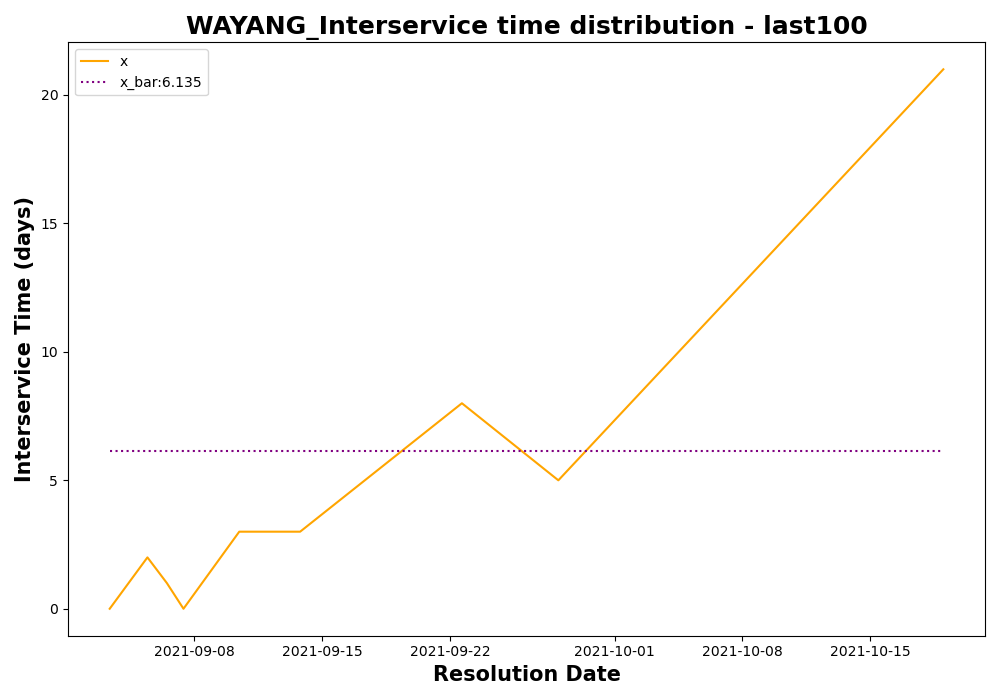 WAYANG_Interservice time distribution - last100
x
x_bar:6.135
Interservice Time (days)
20
15
10
5
0
2021-09-08
2021-09-15
2021-09-22
2021-10-01
2021-10-08
2021-10-15
Resolution Date